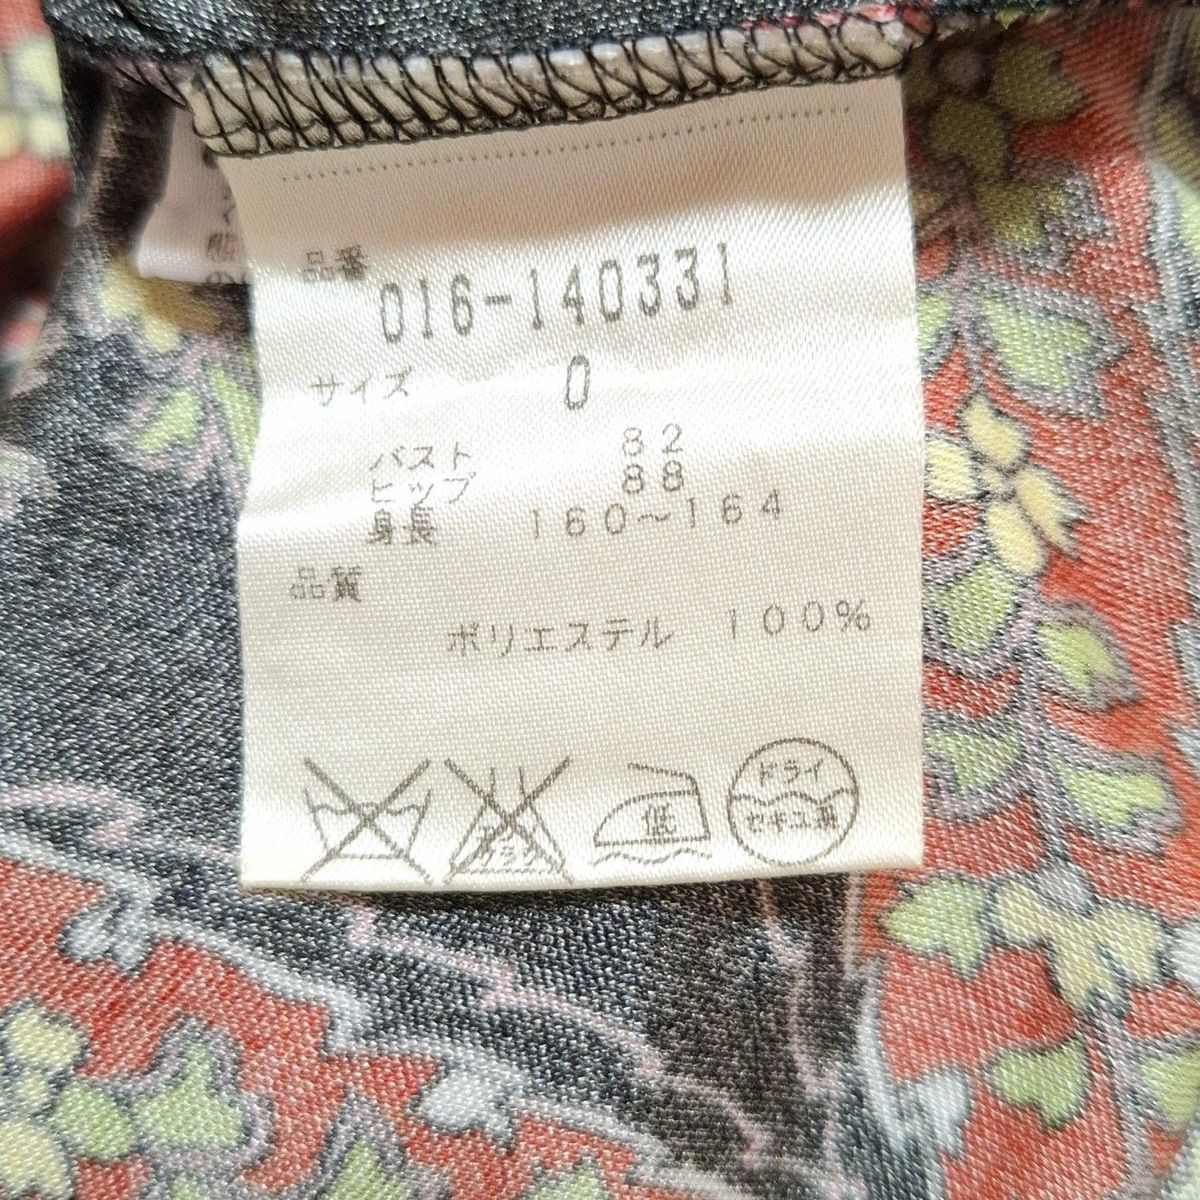 品番
016-140331
サイズ 0
バスト 82
ヒップ 88
身長 160~164
品質
ポリエステル 100%
低
ドライ
セキユ系